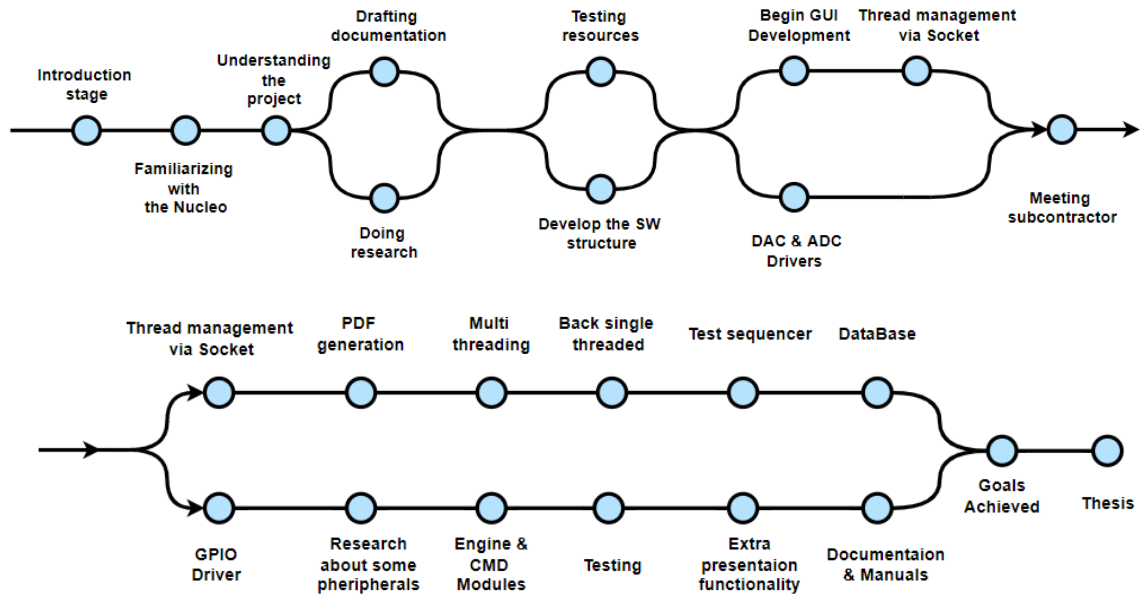 Drafting
documentation
Testing
resources
Begin GUI
Development
Thread management
via Socket
Introduction
stage
Understanding
the
project
Familiarizing
with
the Nucleo
Doing
research
Develop the SW
structure
DAC & ADC
Drivers
Meeting
subcontractor
Thread management
via Socket
PDF
generation
Multi
threading
Back single
threaded
Test sequencer
DataBase
Goals
Achieved
Thesis
GPIO
Driver
Research
about some
pheripherals
Engine &
CMD
Modules
Testing
Extra
presentaion
functionality
Documentaion
& Manuals